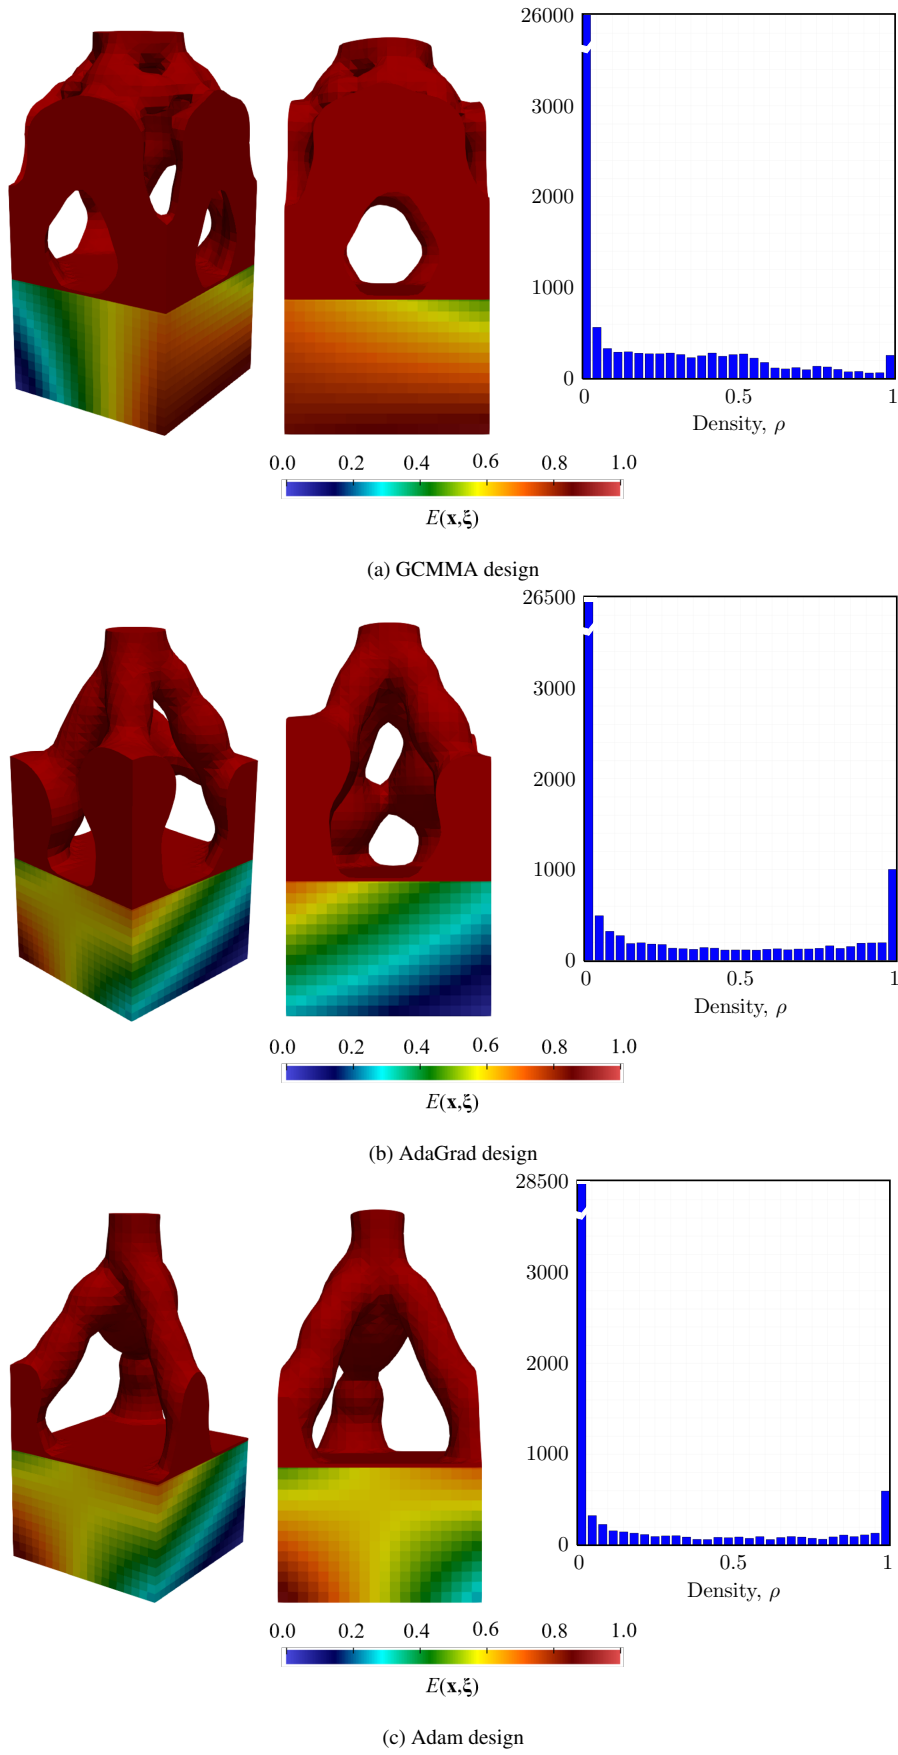 26000
3000
2000
1000
0
0 0.5 1
Density, ρ
0.0 0.2 0.4 0.6 0.8 1.0
E(x,ξ)
(a) GCMMA design
26500
3000
2000
1000
0
0 0.5 1
Density, ρ
0.0 0.2 0.4 0.6 0.8 1.0
E(x,ξ)
(b) AdaGrad design
28500
3000
2000
1000
0
0 0.5 1
Density, ρ
0.0 0.2 0.4 0.6 0.8 1.0
E(x,ξ)
(c) Adam design